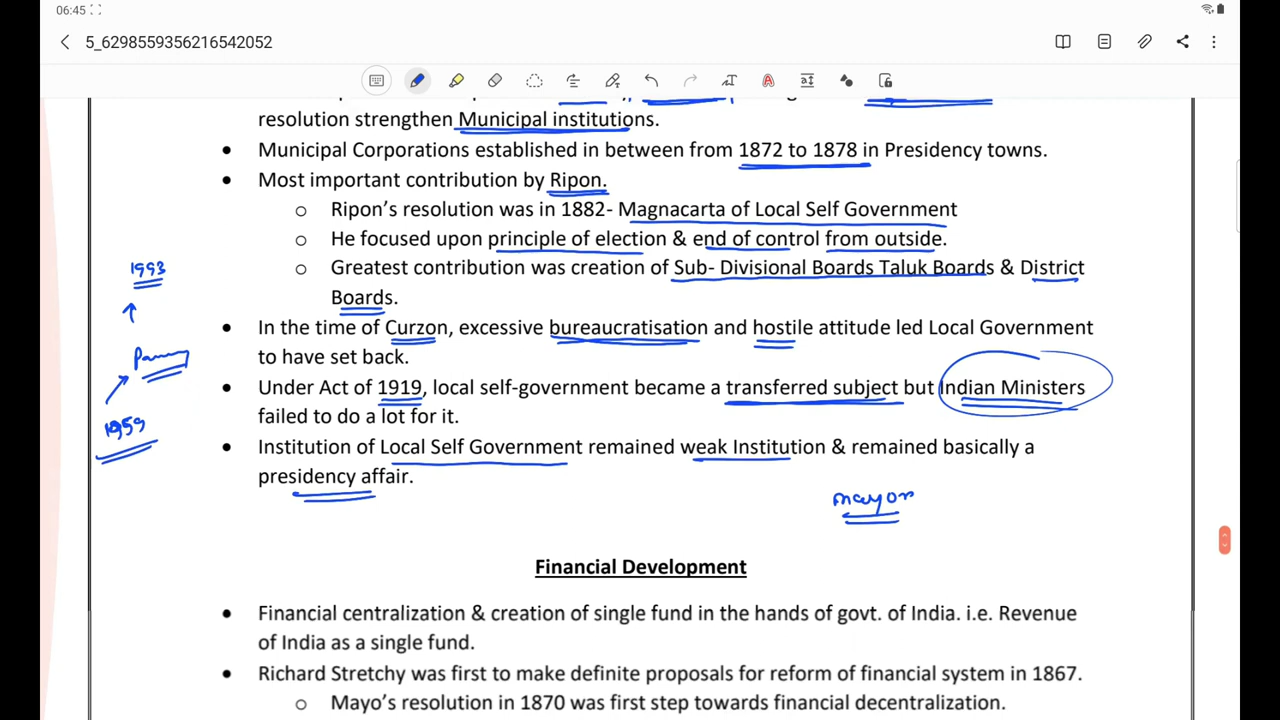 06:45
5_6298559356216542052
resolution strengthen Municipal institutions.
• Municipal Corporations established in between from 1872 to 1878 in Presidency towns.
• Most important contribution by Ripon.
o Ripon's resolution was in 1882- Magnacarta of Local Self Government
o He focused upon principle of election & end of control from outside.
o Greatest contribution was creation of Sub- Divisional Boards Taluk Boards & District
Boards.
1993
• In the time of Curzon, excessive bureaucratisation and hostile attitude led Local Government
to have set back.
• Under Act of 1919, local self-government became a transferred subject but Indian Ministers
failed to do a lot for it.
1959
• Institution of Local Self Government remained weak Institution & remained basically a
presidency affair.
mayor
Financial Development
• Financial centralization & creation of single fund in the hands of govt. of India. i.e. Revenue
of India as a single fund.
• Richard Stretchy was first to make definite proposals for reform of financial system in 1867.
o Mayo's resolution in 1870 was first step towards financial decentralization.